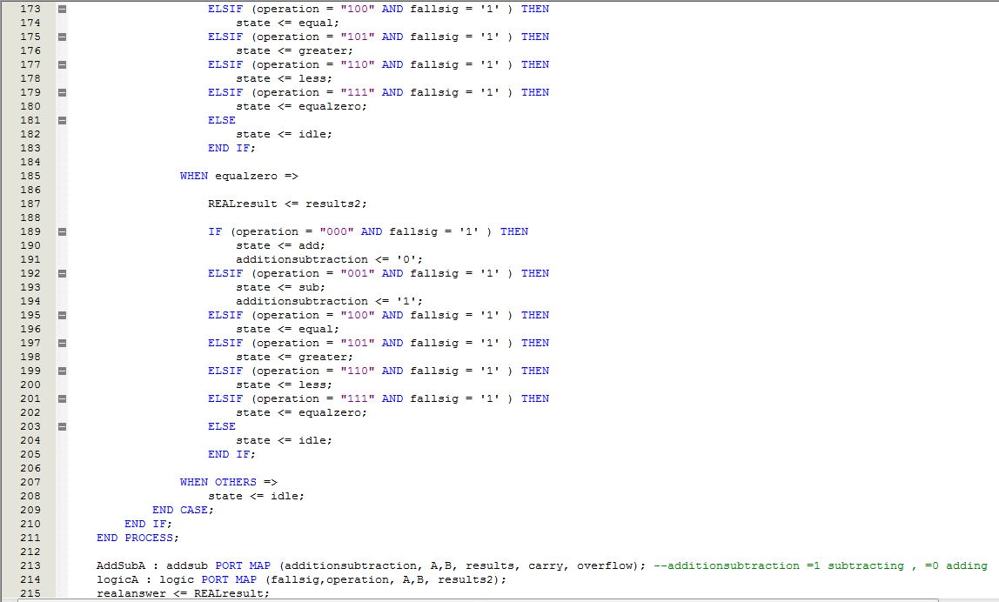 173 ELSIF (operation = "100" AND fallsig = '1' ) THEN
174 state <= equal;
175 ELSIF (operation = "101" AND fallsig = '1' ) THEN
176 state <= greater;
177 ELSIF (operation = "110" AND fallsig = '1' ) THEN
178 state <= less;
179 ELSIF (operation = "111" AND fallsig = '1' ) THEN
180 state <= equalzero;
181 ELSE
182 state <= idle;
183 END IF;
184
185 WHEN equalzero =>
186
187 REALresult <= results2;
188
189 IF (operation = "000" AND fallsig = '1' ) THEN
190 state <= add;
191 additionsubtraction <= '0';
192 ELSIF (operation = "001" AND fallsig = '1' ) THEN
193 state <= sub;
194 additionsubtraction <= '1';
195 ELSIF (operation = "100" AND fallsig = '1' ) THEN
196 state <= equal;
197 ELSIF (operation = "101" AND fallsig = '1' ) THEN
198 state <= greater;
199 ELSIF (operation = "110" AND fallsig = '1' ) THEN
200 state <= less;
201 ELSIF (operation = "111" AND fallsig = '1' ) THEN
202 state <= equalzero;
203 ELSE
204 state <= idle;
205 END IF;
206
207 WHEN OTHERS =>
208 state <= idle;
209 END CASE;
210 END IF;
211 END PROCESS;
212
213 AddSubA : addsub PORT MAP (additionsubtraction, A,B, results, carry, overflow); --additionsubtraction =1 subtracting , =0 adding
214 logicA : logic PORT MAP (fallsig,operation, A,B, results2);
215 realanswer <= REALresult;